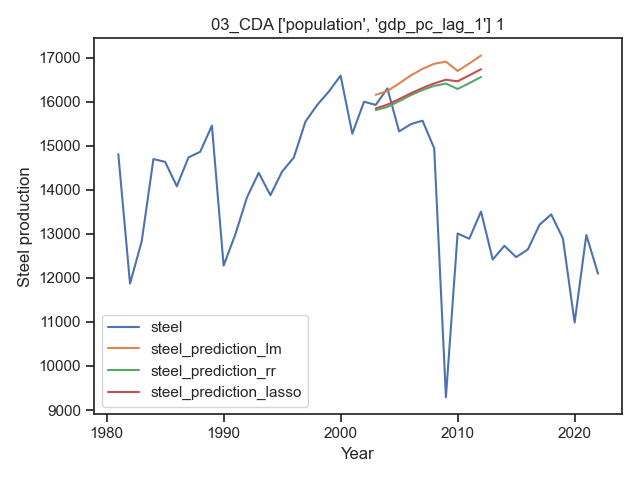 03_CDA ['population', 'gdp_pc_lag_1'] 1
17000
16000
15000
14000
13000
12000
11000
10000
9000
Steel production
steel
steel_prediction_lm
steel_prediction_rr
steel_prediction_lasso
1980
1990
2000
2010
2020
Year